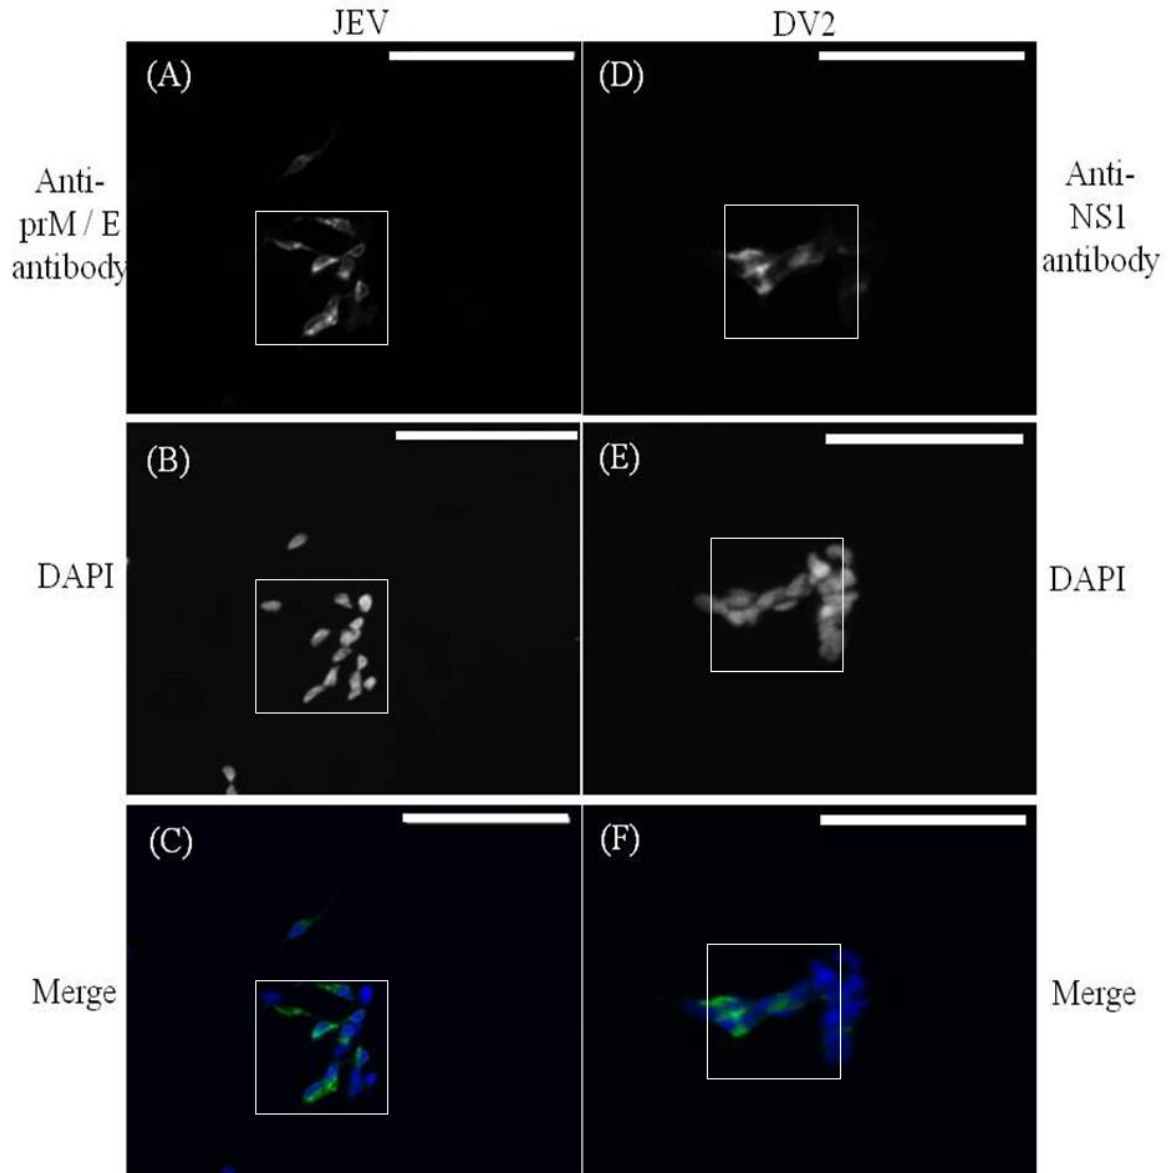 JEV
DV2
(A)
(D)
Anti-
prM / E
antibody
Anti-
NS1
antibody
(B)
(E)
DAPI
DAPI
(C)
(F)
Merge
Merge